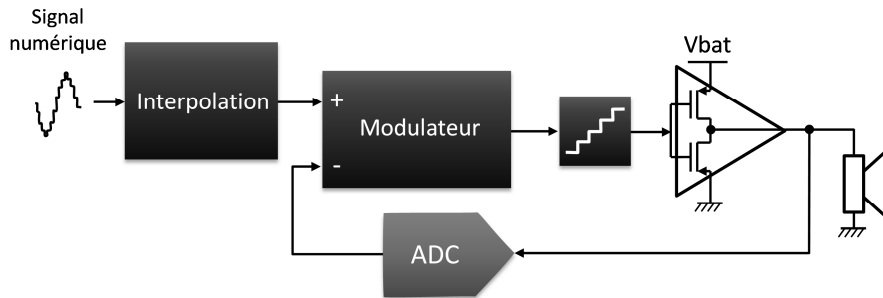 Signal
numérique
Interpolation
+
-
Modulateur
Vbat
ADC